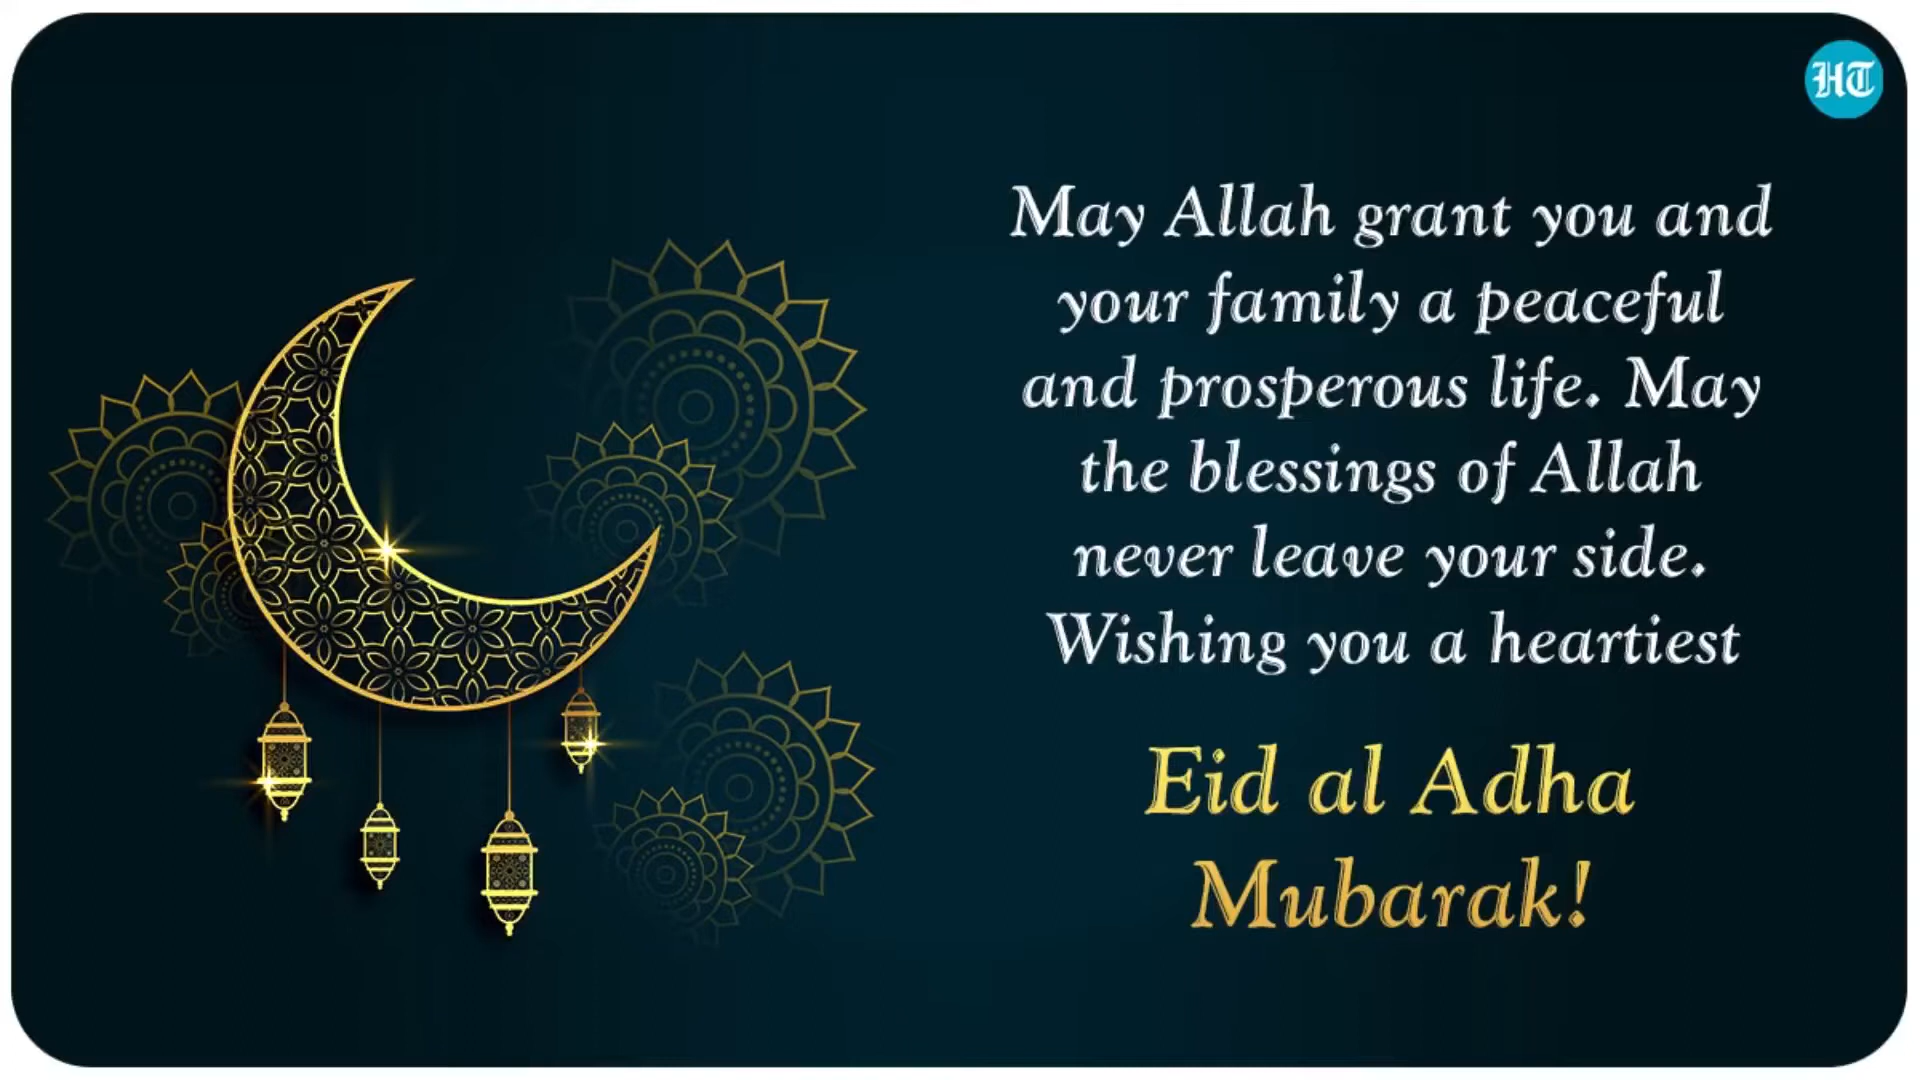 HT
May Allah grant you and
your family a peaceful
and prosperous life. May
the blessings of Allah
never leave your side.
Wishing you a heartiest
Eid al Adha
Mubarak!